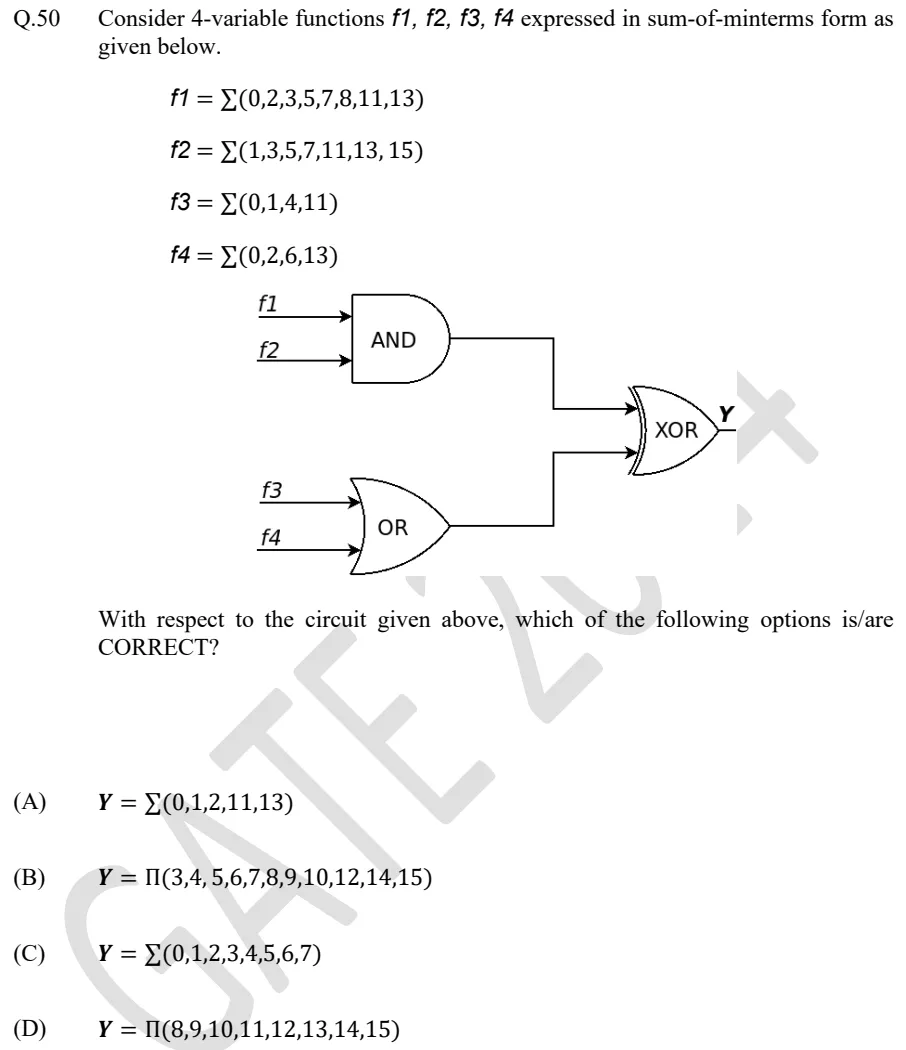 Q.50 Consider 4-variable functions f1, f2, f3, f4 expressed in sum-of-minterms form as
given below.
f1 = ∑(0,2,3,5,7,8,11,13)
f2 = ∑(1,3,5,7,11,13, 15)
f3 = ∑(0,1,4,11)
f4 = ∑(0,2,6,13)
f1
AND
f2
XOR
Y
f3
OR
f4
With respect to the circuit given above, which of the following options is/are
CORRECT?
(A) Y = ∑(0,1,2,11,13)
(B) Y = Π(3,4, 5,6,7,8,9,10,12,14,15)
(C) Y = ∑(0,1,2,3,4,5,6,7)
(D) Y = Π(8,9,10,11,12,13,14,15)
GATE